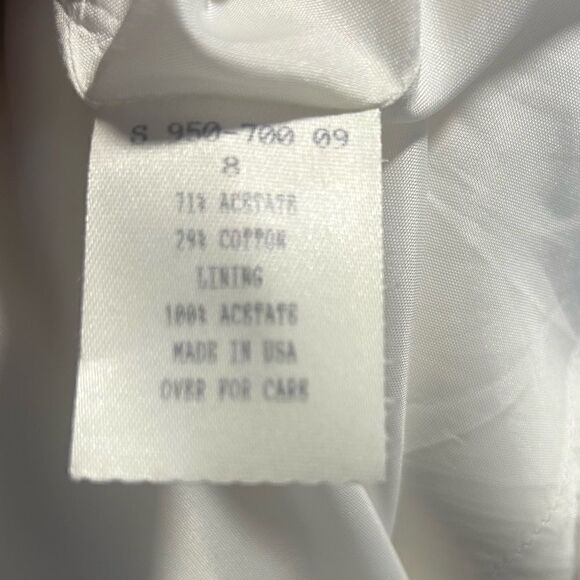 S 950-700 09
8
71% ACETATE
29% COTTON
LINING
100% ACETATE
MADE IN USA
OVER FOR CARE